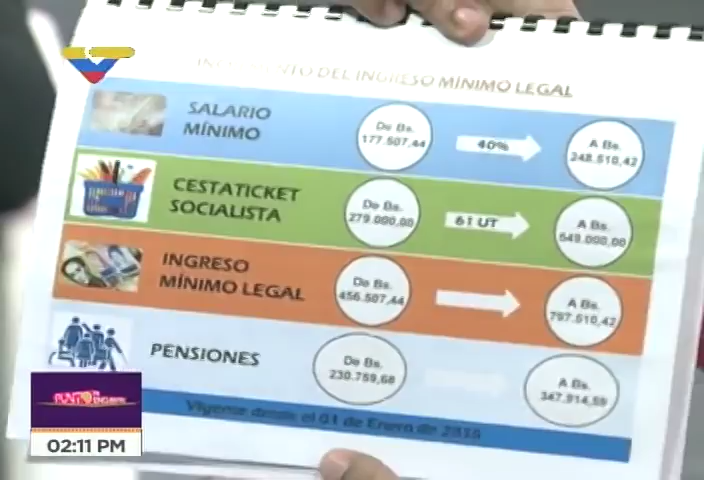 DEL INGRESO MÍNIMO LEGAL
SALARIO
MÍNIMO
De Bs.
177.507,44
40%
A Bs.
248.510,42
CESTATICKET
SOCIALISTA
De Bs.
279.000,00
61 UT
A Bs.
549.000,00
INGRESO
MÍNIMO LEGAL
De Bs.
456.507,44
A Bs.
797.510,42
PENSIONES
De Bs.
230.759,68
A Bs.
347.914,59
Vigente desde el 01 de Enero de 2018
02:11 PM